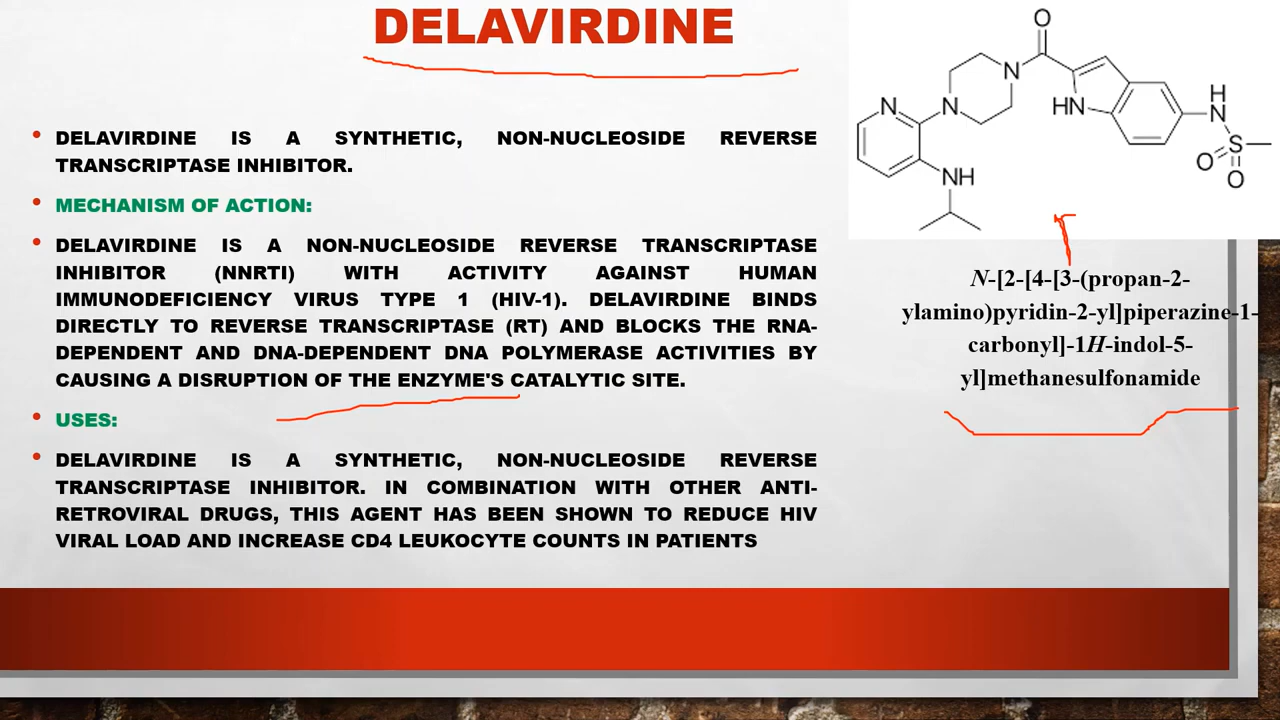 DELAVIRDINE
DELAVIRDINE IS A SYNTHETIC, NON-NUCLEOSIDE REVERSE
TRANSCRIPTASE INHIBITOR.
MECHANISM OF ACTION:
DELAVIRDINE IS A NON-NUCLEOSIDE REVERSE TRANSCRIPTASE
INHIBITOR (NNRTI) WITH ACTIVITY AGAINST HUMAN
IMMUNODEFICIENCY VIRUS TYPE 1 (HIV-1). DELAVIRDINE BINDS
DIRECTLY TO REVERSE TRANSCRIPTASE (RT) AND BLOCKS THE RNA-
DEPENDENT AND DNA-DEPENDENT DNA POLYMERASE ACTIVITIES BY
CAUSING A DISRUPTION OF THE ENZYME'S CATALYTIC SITE.
USES:
DELAVIRDINE IS A SYNTHETIC, NON-NUCLEOSIDE REVERSE
TRANSCRIPTASE INHIBITOR. IN COMBINATION WITH OTHER ANTI-
RETROVIRAL DRUGS, THIS AGENT HAS BEEN SHOWN TO REDUCE HIV
VIRAL LOAD AND INCREASE CD4 LEUKOCYTE COUNTS IN PATIENTS
O
N
HN
H
N
N
N
S
O
O
NH
N-[2-[4-[3-(propan-2-
ylamino)pyridin-2-yl]piperazine-1-
carbonyl]-1H-indol-5-
yl]methanesulfonamide